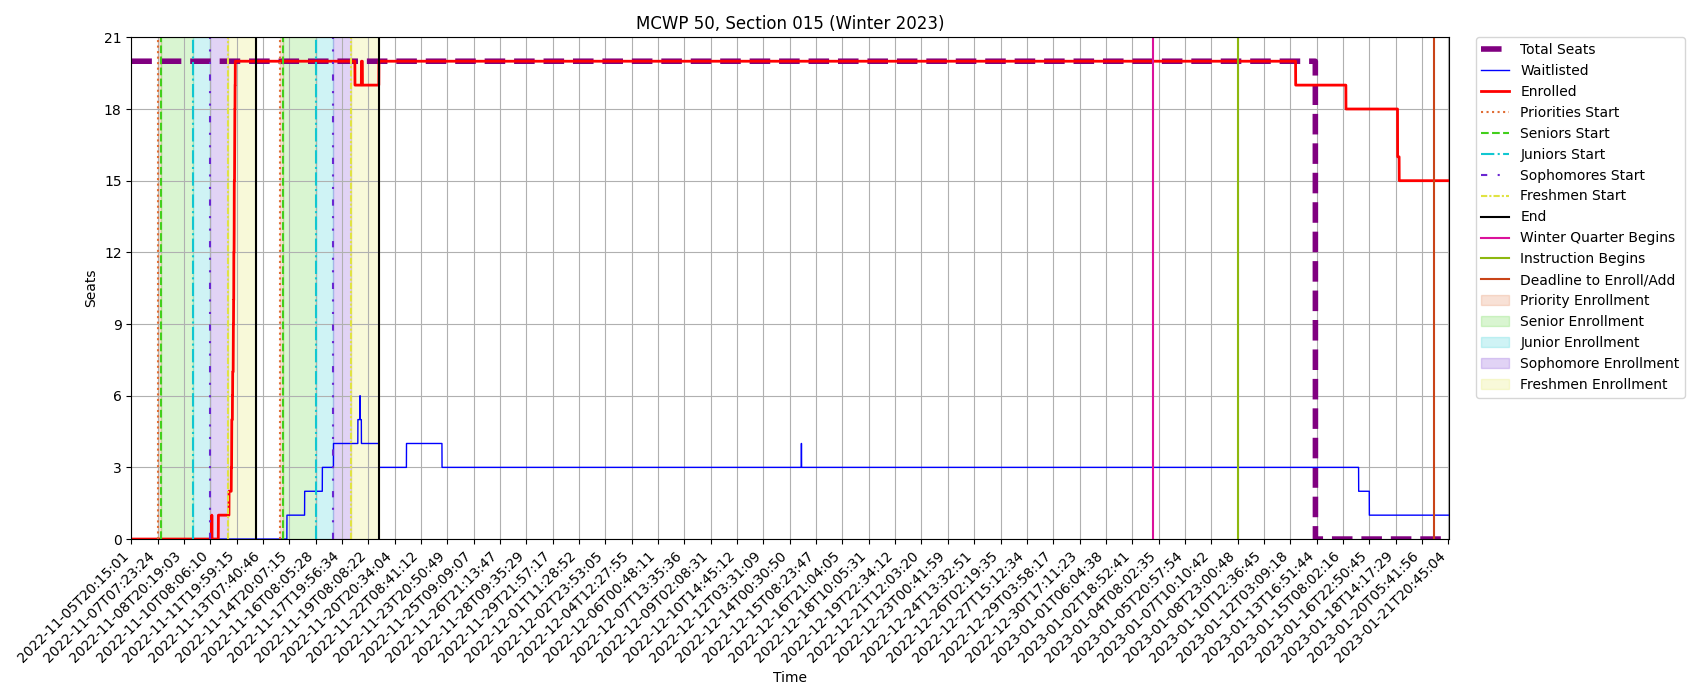 MCWP 50, Section 015 (Winter 2023)
21
18
15
12
9
6
3
0
Seats
2022-11-05T20:15:01
2022-11-07T07:23:24
2022-11-08T20:19:03
2022-11-10T08:06:10
2022-11-11T19:59:15
2022-11-13T07:40:46
2022-11-14T20:07:15
2022-11-16T08:05:28
2022-11-17T19:56:34
2022-11-19T08:08:22
2022-11-20T20:34:04
2022-11-22T08:41:12
2022-11-23T20:50:49
2022-11-25T09:09:07
2022-11-26T21:13:47
2022-11-28T09:35:29
2022-11-29T21:57:17
2022-12-01T11:28:52
2022-12-02T23:53:05
2022-12-04T12:27:55
2022-12-06T00:48:11
2022-12-07T13:35:36
2022-12-09T02:08:31
2022-12-10T14:45:12
2022-12-12T03:31:09
2022-12-14T00:30:50
2022-12-15T08:23:47
2022-12-16T21:04:05
2022-12-18T10:05:31
2022-12-19T22:34:12
2022-12-21T12:03:20
2022-12-23T00:41:59
2022-12-24T13:32:51
2022-12-26T02:19:35
2022-12-27T15:12:34
2022-12-29T03:58:17
2022-12-30T17:11:23
2023-01-01T06:04:38
2023-01-02T18:52:41
2023-01-04T08:02:35
2023-01-05T20:57:54
2023-01-07T10:10:42
2023-01-08T23:00:48
2023-01-10T12:36:45
2023-01-12T03:09:18
2023-01-13T16:51:44
2023-01-15T08:02:16
2023-01-16T22:50:45
2023-01-18T14:17:29
2023-01-20T05:41:56
2023-01-21T20:45:04
Time
Total Seats
Waitlisted
Enrolled
Priorities Start
Seniors Start
Juniors Start
Sophomores Start
Freshmen Start
End
Winter Quarter Begins
Instruction Begins
Deadline to Enroll/Add
Priority Enrollment
Senior Enrollment
Junior Enrollment
Sophomore Enrollment
Freshmen Enrollment